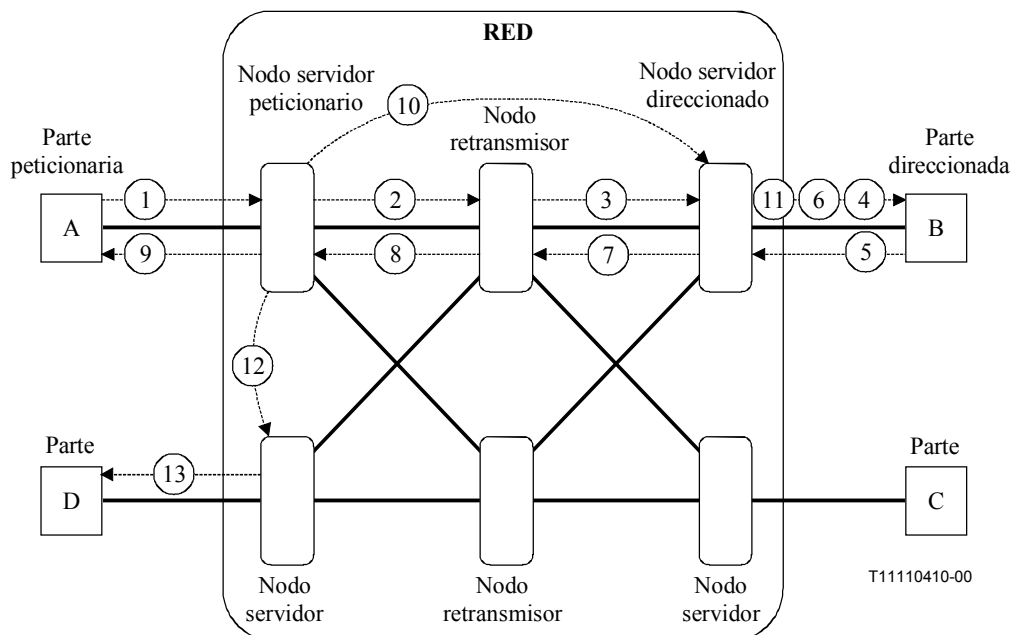 RED
Nodo servidor
peticionario
Nodo servidor
direccionado
10
Nodo
retransmisor
Parte
peticionaria
Parte
direccionada
1
2
3
11
6
4
A
B
9
8
7
5
12
Parte
Parte
13
D
C
T11110410-00
Nodo
servidor
Nodo
retransmisor
Nodo
servidor